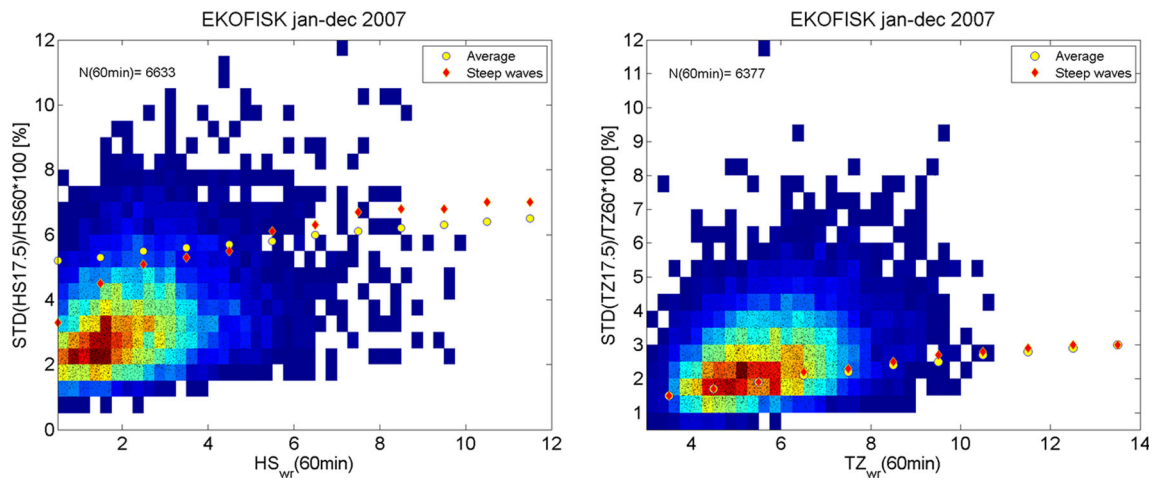 EKOFISK jan-dec 2007
12
10
8
6
4
2
0
STD(HS17.5)/HS60*100 [%]
N(60min)= 6633
Average
Steep waves
2 4 6 8 10 12
HSwr(60min)
EKOFISK jan-dec 2007
12
11
10
9
8
7
6
5
4
3
2
1
STD(TZ17.5)/TZ60*100 [%]
N(60min)= 6377
Average
Steep waves
4 6 8 10 12 14
TZwr(60min)